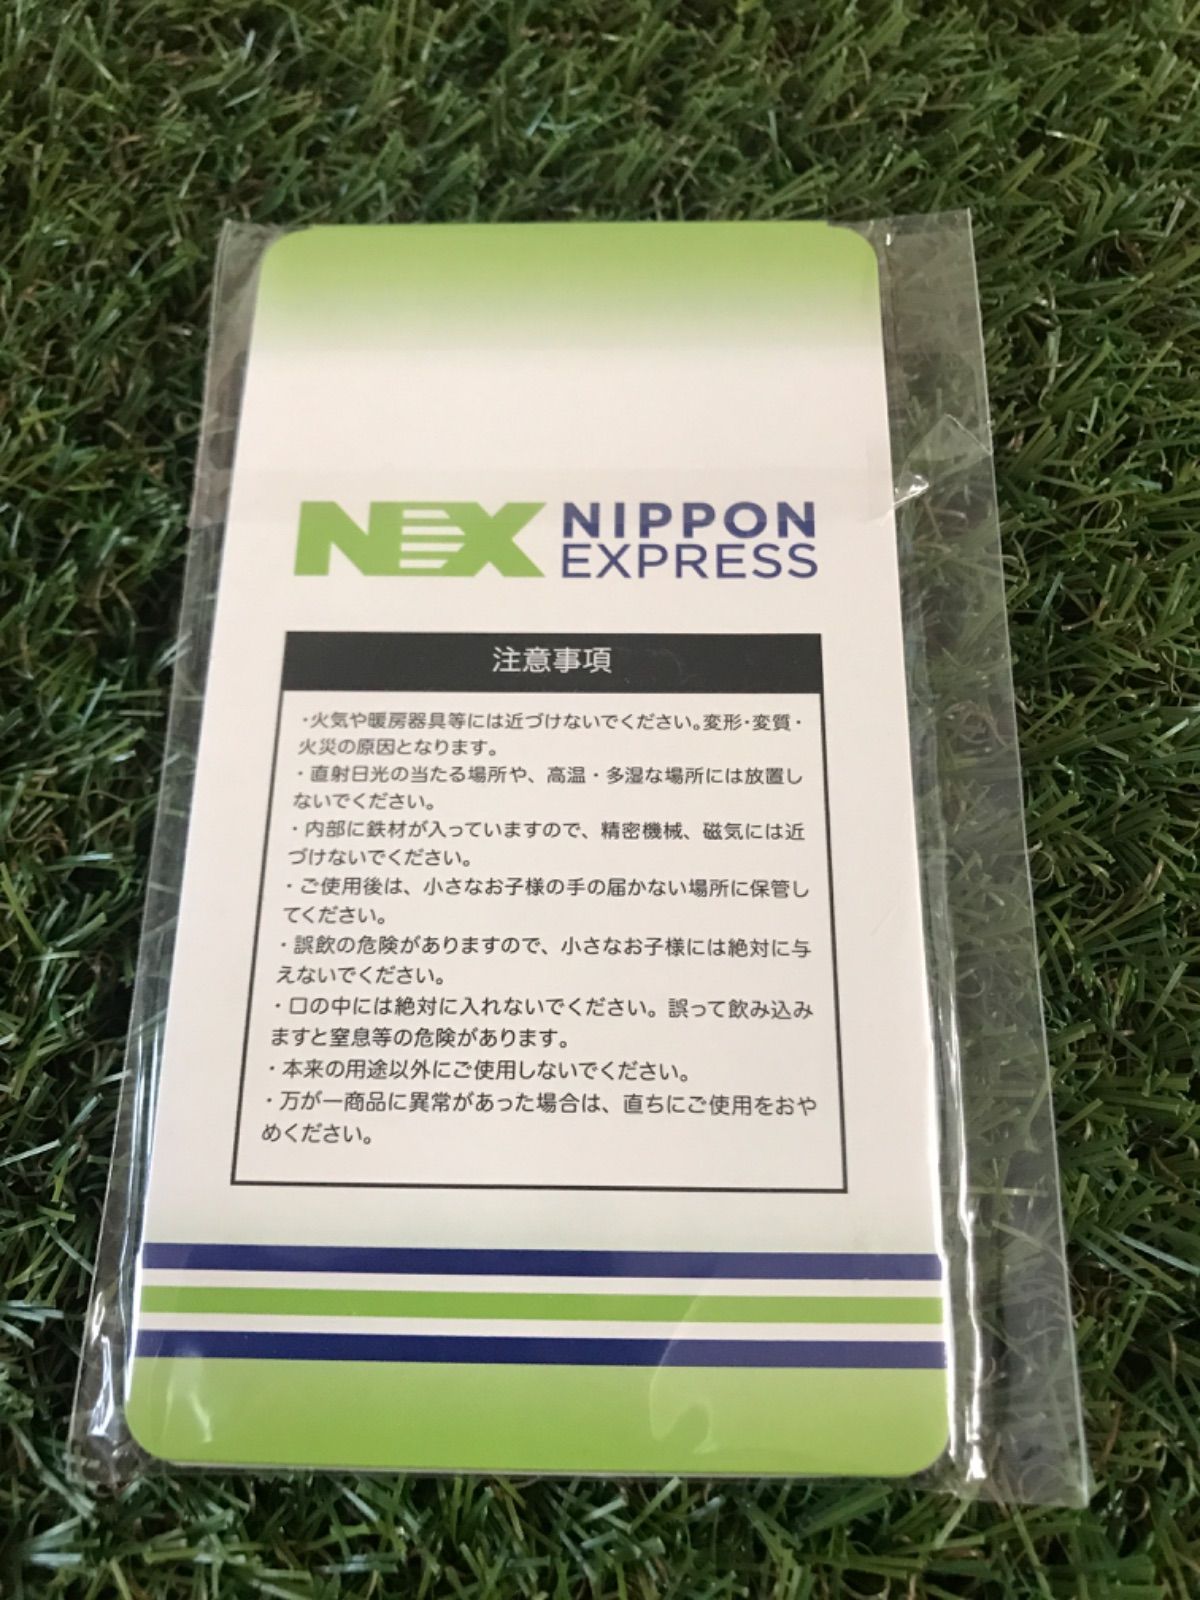 NEX NIPPON
EXPRESS
注意事項
・火気や暖房器具等には近づけないでください。変形・変質・
火災の原因となります。
・直射日光の当たる場所や、高温・多湿な場所には放置し
ないでください。
・内部に鉄材が入っていますので、精密機械、磁気には近
づけないでください。
・ご使用後は、小さなお子様の手の届かない場所に保管し
てください。
・誤飲の危険がありますので、小さなお子様には絶対に与
えないでください。
・口の中には絶対に入れないでください。誤って飲み込み
ますと窒息等の危険があります。
・本来の用途以外にご使用しないでください。
・万が一商品に異常があった場合は、直ちにご使用をおや
めください。